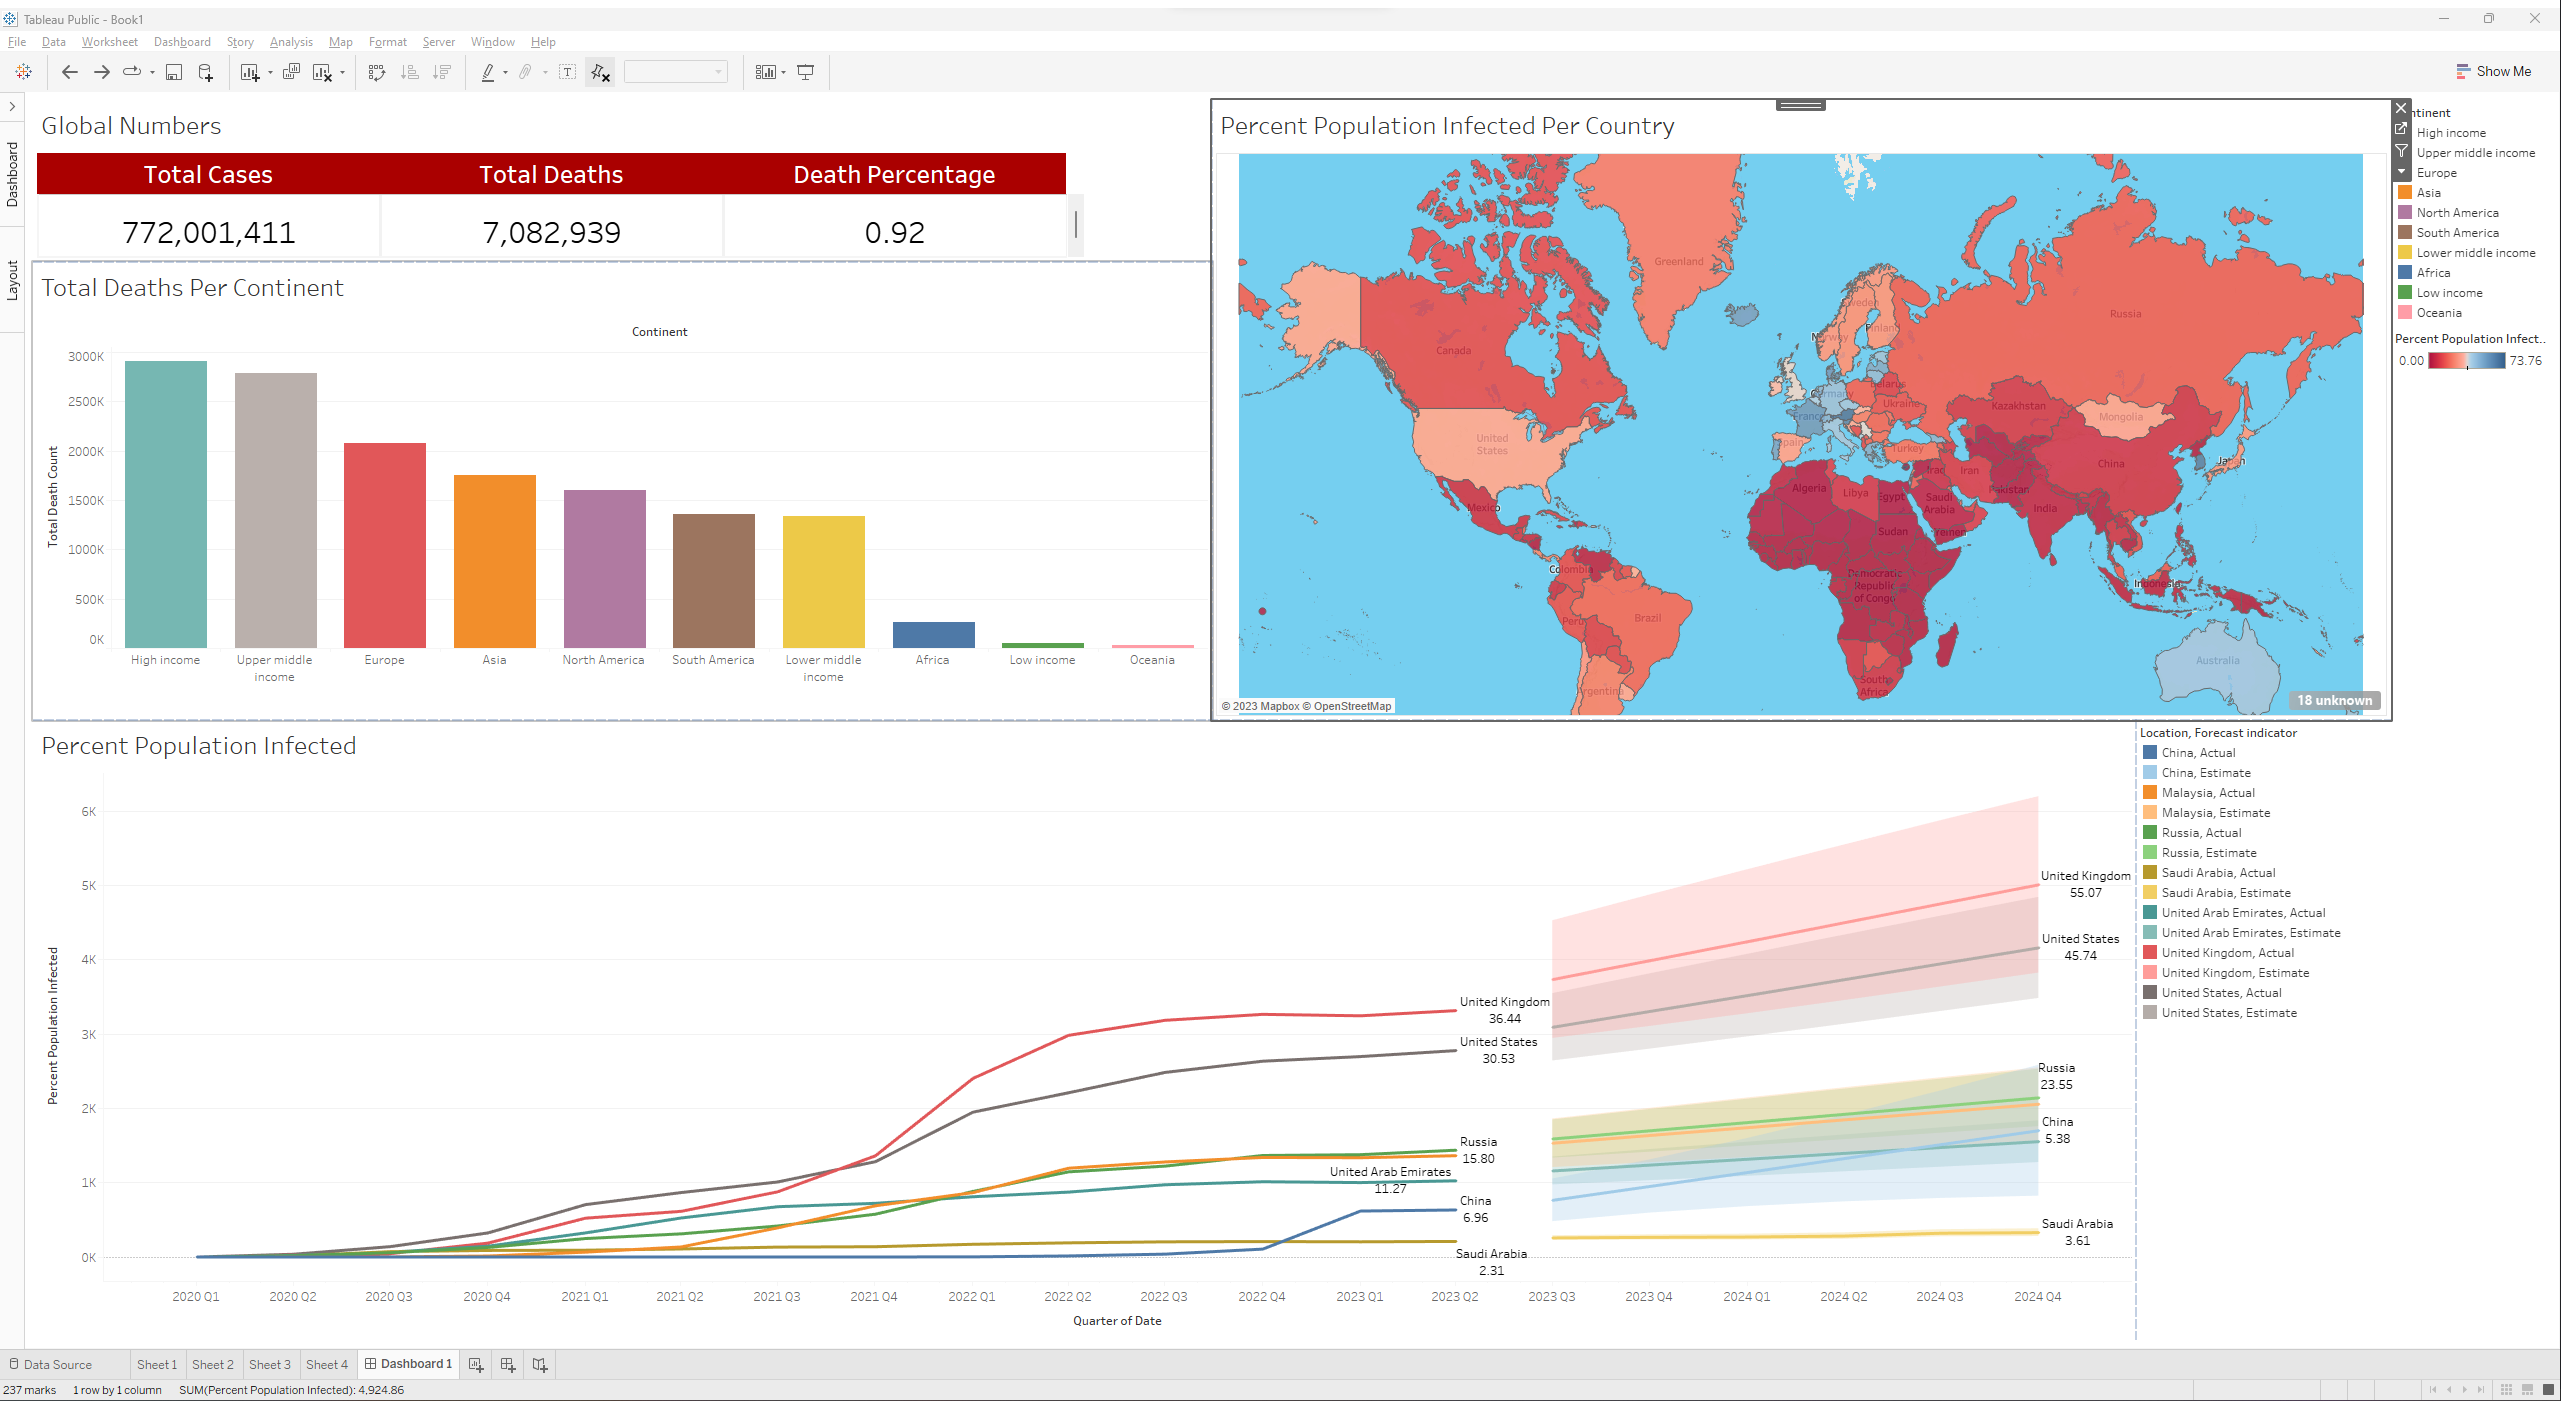 Tableau Public - Book1
File Data Worksheet Dashboard Story Analysis Map Format Server Window Help
Show Me
Dashboard
Layout
Global Numbers
Total Cases Total Deaths Death Percentage
772,001,411 7,082,939 0.92
Total Deaths Per Continent
Continent
Total Death Count
3000K
2500K
2000K
1500K
1000K
500K
0K
High income
Upper middle income
Europe
Asia
North America
South America
Lower middle income
Africa
Low income
Oceania
Percent Population Infected Per Country
Greenland
Canada
United States
Mexico
Colombia
Peru
Brazil
Argentina
Sweden
Finland
Norway
Russia
Belarus
Germany
Ukraine
France
Spain
Turkey
Kazakhstan
Mongolia
China
Japan
Iraq
Iran
Pakistan
India
Algeria
Libya
Egypt
Saudi Arabia
Sudan
Yemen
Democratic Republic of Congo
South Africa
Indonesia
Australia
© 2023 Mapbox © OpenStreetMap
18 unknown
ntinent
High income
Upper middle income
Europe
Asia
North America
South America
Lower middle income
Africa
Low income
Oceania
Percent Population Infect..
0.00 73.76
Percent Population Infected
Percent Population Infected
6K
5K
4K
3K
2K
1K
0K
United Kingdom
36.44
United States
30.53
Russia
15.80
United Arab Emirates
11.27
China
6.96
Saudi Arabia
2.31
United Kingdom
55.07
United States
45.74
Russia
23.55
China
5.38
Saudi Arabia
3.61
2020 Q1 2020 Q2 2020 Q3 2020 Q4 2021 Q1 2021 Q2 2021 Q3 2021 Q4 2022 Q1 2022 Q2 2022 Q3 2022 Q4 2023 Q1 2023 Q2 2023 Q3 2023 Q4 2024 Q1 2024 Q2 2024 Q3 2024 Q4
Quarter of Date
Location, Forecast indicator
China, Actual
China, Estimate
Malaysia, Actual
Malaysia, Estimate
Russia, Actual
Russia, Estimate
Saudi Arabia, Actual
Saudi Arabia, Estimate
United Arab Emirates, Actual
United Arab Emirates, Estimate
United Kingdom, Actual
United Kingdom, Estimate
United States, Actual
United States, Estimate
Data Source Sheet 1 Sheet 2 Sheet 3 Sheet 4 Dashboard 1
237 marks 1 row by 1 column SUM(Percent Population Infected): 4,924.86